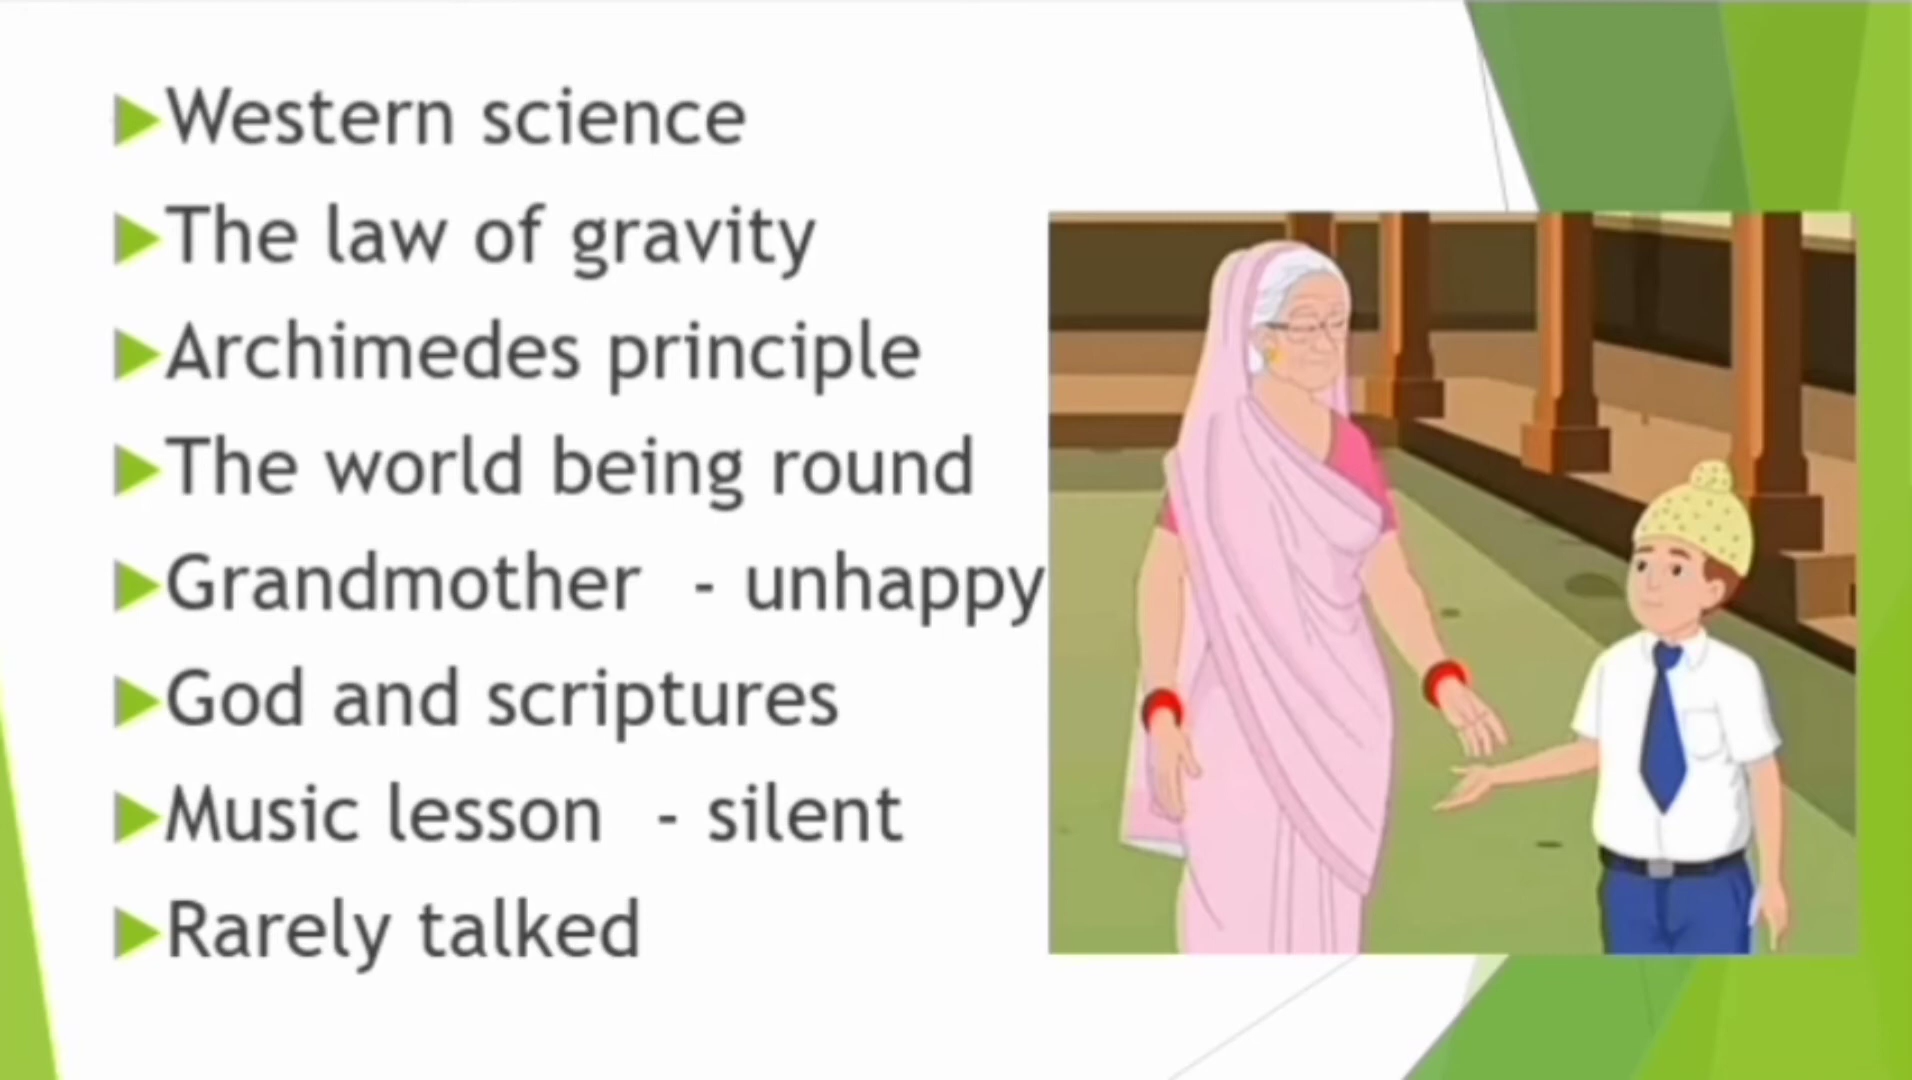 Western science
The law of gravity
Archimedes principle
The world being round
Grandmother - unhappy
God and scriptures
Music lesson - silent
Rarely talked